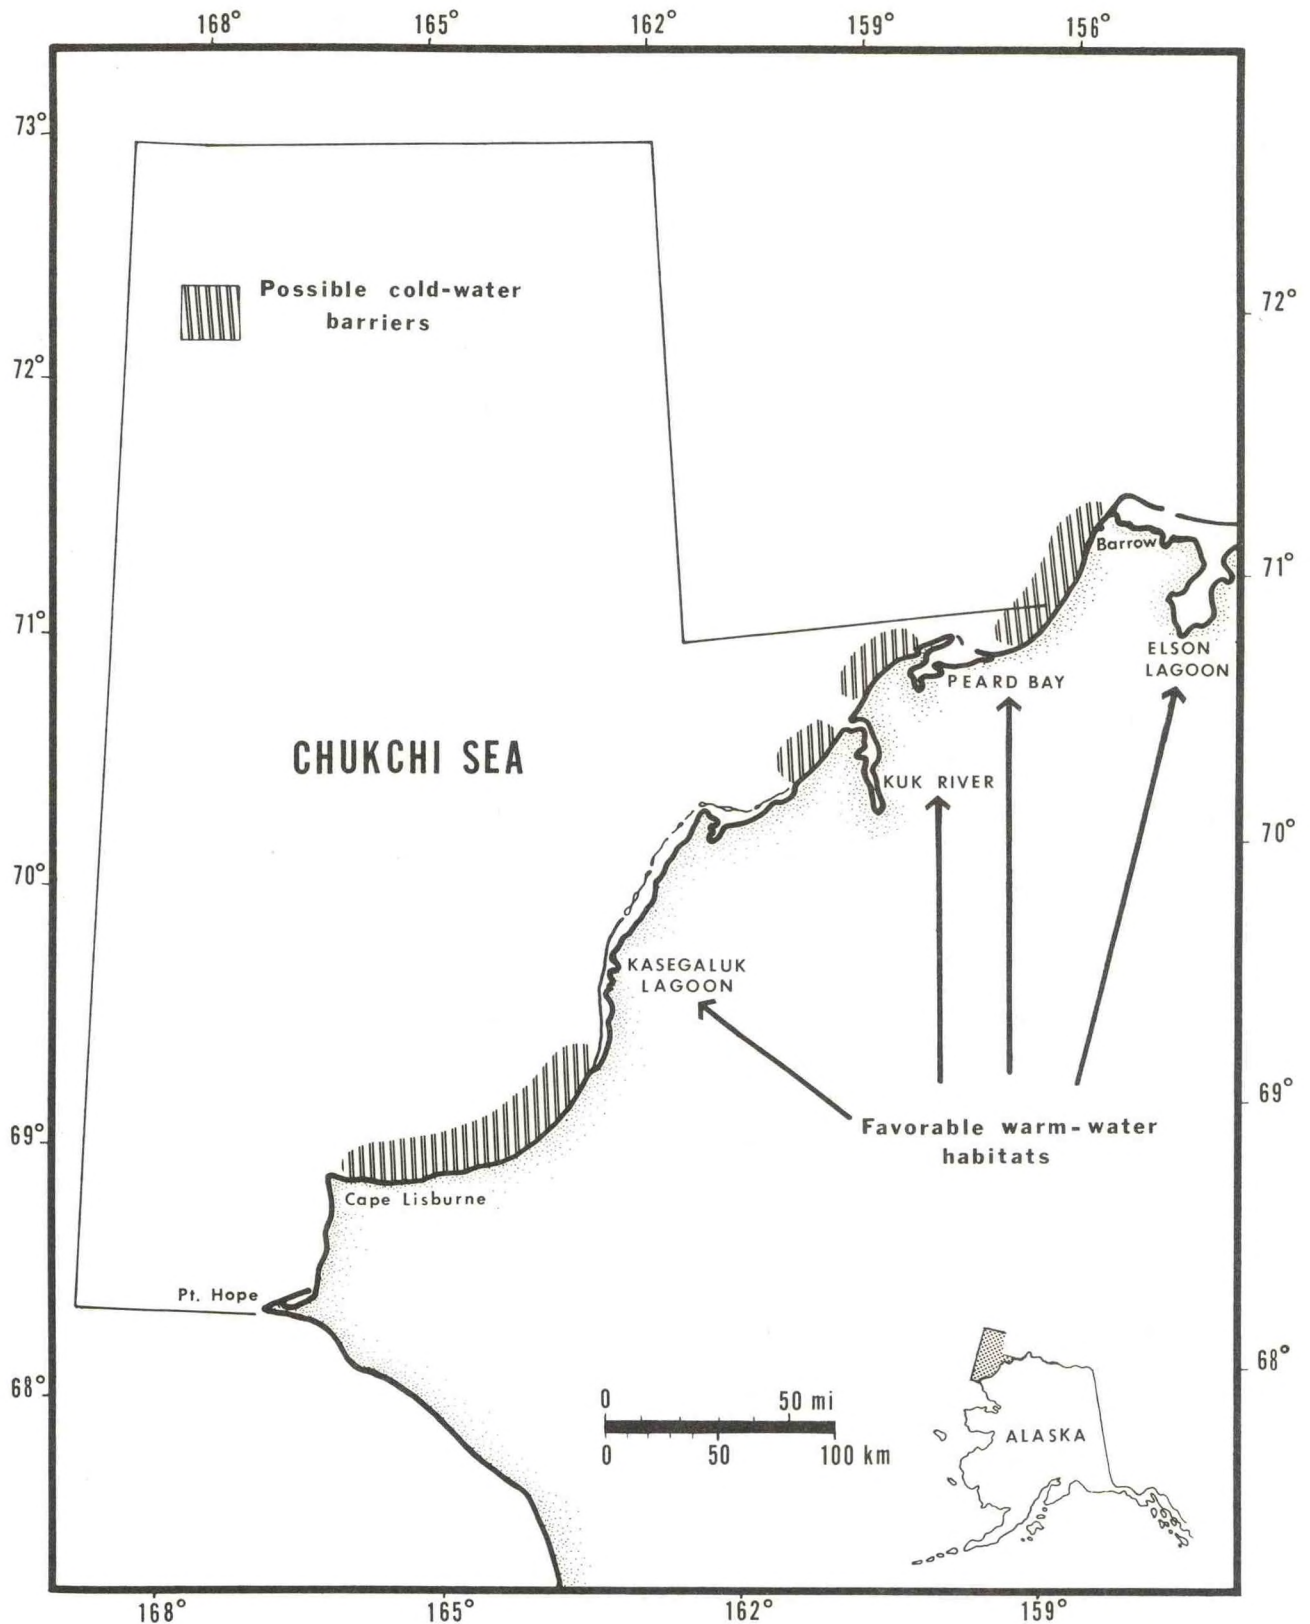 168° 165° 162° 159° 156°
73°
Possible cold-water
barriers
72°
72°
Barrow
71°
71°
ELSON
LAGOON
PEARD BAY
CHUKCHI SEA
KUK RIVER
70°
70°
KASEGALUK
LAGOON
69°
Favorable warm-water
habitats
69°
Cape Lisburne
Pt. Hope
68°
68°
0 50 mi
0 50 100 km
ALASKA
168° 165° 162° 159°